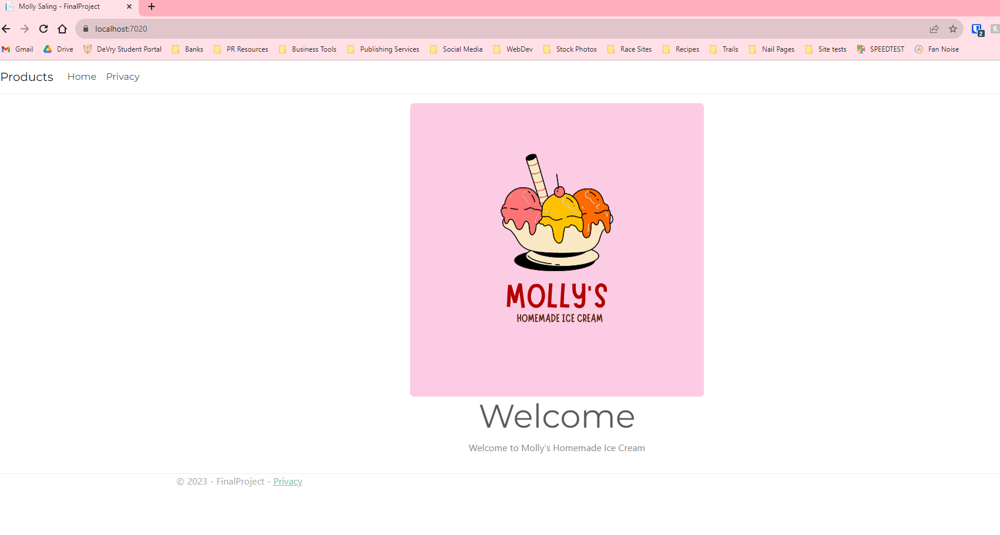 Molly Saling - FinalProject
localhost:7020
2
Gmail Drive DeVry Student Portal Banks PR Resources Business Tools Publishing Services Social Media WebDev Stock Photos Race Sites Recipes Trails Nail Pages Site tests SPEEDTEST Fan Noise
Products Home Privacy
MOLLY'S
HOMEMADE ICE CREAM
Welcome
Welcome to Molly's Homemade Ice Cream
© 2023 - FinalProject - Privacy